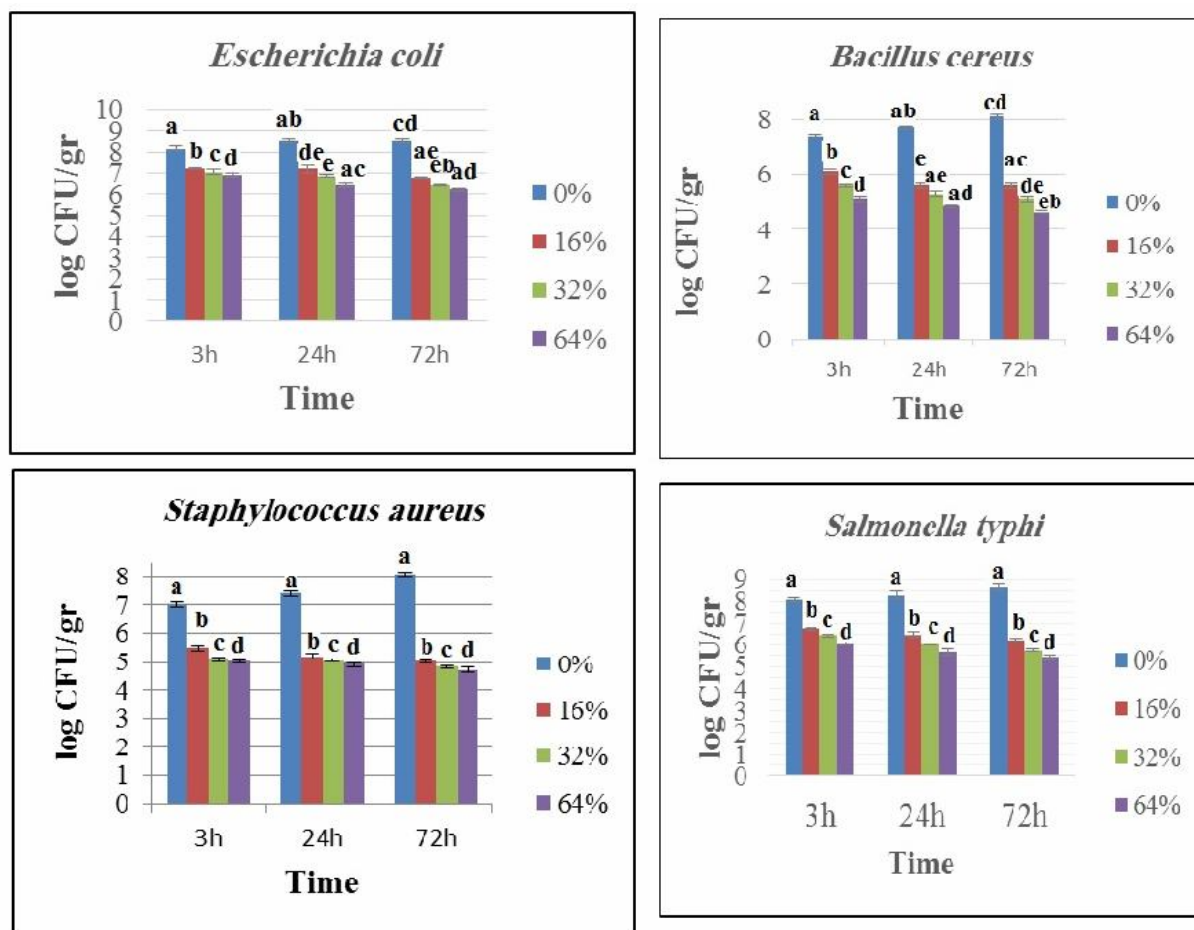 Escherichia coli
log CFU/gr
10
9
8
7
6
5
4
3
2
1
0
a b c d
ab de e ac
cd ae eb ad
3h 24h 72h
Time
0%
16%
32%
64%
Bacillus cereus
log CFU/gr
8
6
4
2
0
a b c d
ab e ae ad
cd ac de eb
3h 24h 72h
Time
0%
16%
32%
64%
Staphylococcus aureus
log CFU/gr
8
7
6
5
4
3
2
1
0
a b c d
a b c d
a b c d
3h 24h 72h
Time
0%
16%
32%
64%
Salmonella typhi
log CFU/gr
9
8
7
6
5
4
3
2
1
0
a b c d
a b c d
a b c d
3h 24h 72h
Time
0%
16%
32%
64%